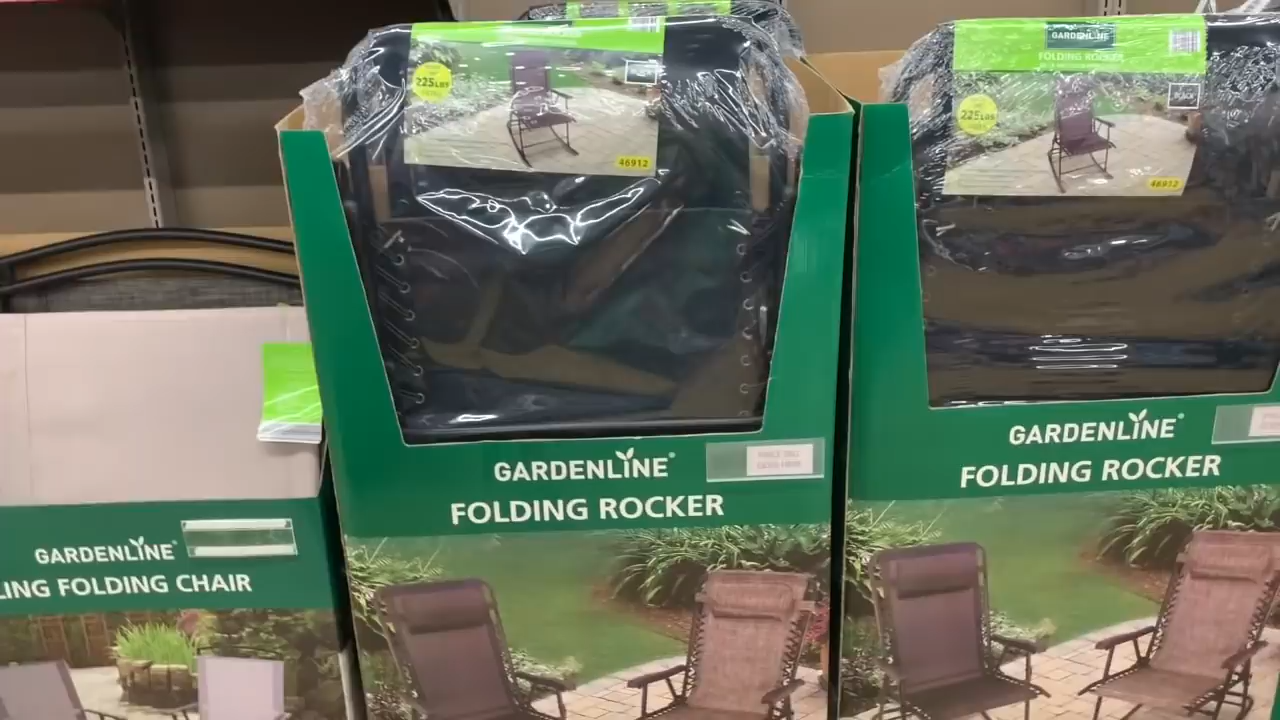 225 LBS
46912
GARDENLINE
FOLDING ROCKER
225 LBS
BLACK
46912
GARDENLINE®
FOLDING ROCKER
GARDENLINE®
FOLDING ROCKER
GARDENLINE®
LING FOLDING CHAIR